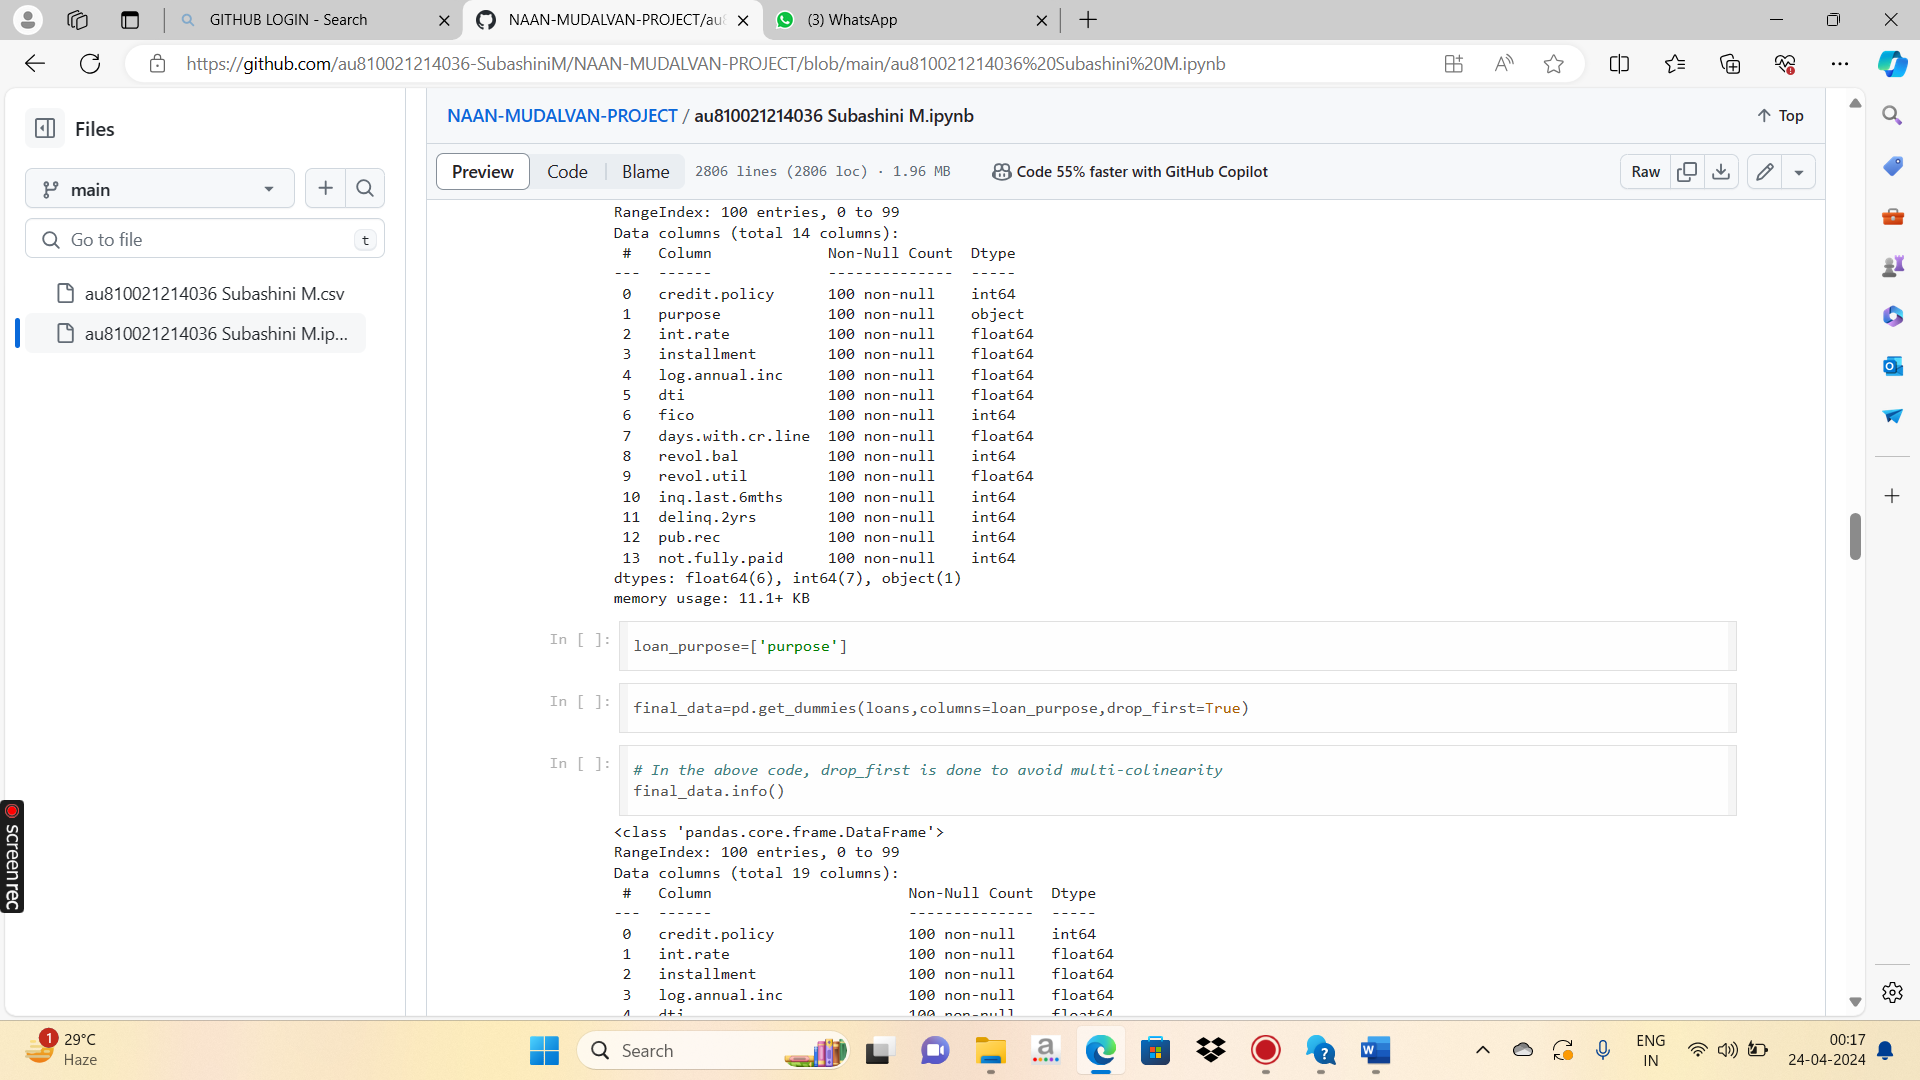 GITHUB LOGIN - Search
NAAN-MUDALVAN-PROJECT/au8
(3) WhatsApp
https://github.com/au810021214036-SubashiniM/NAAN-MUDALVAN-PROJECT/blob/main/au810021214036%20Subashini%20M.ipynb
Files
main
Go to file
t
au810021214036 Subashini M.csv
au810021214036 Subashini M.ip...
NAAN-MUDALVAN-PROJECT / au810021214036 Subashini M.ipynb
Top
Preview
Code
Blame
2806 lines (2806 loc) · 1.96 MB
Code 55% faster with GitHub Copilot
Raw
RangeIndex: 100 entries, 0 to 99
Data columns (total 14 columns):
# Column Non-Null Count Dtype
--- ------ -------------- -----
0 credit.policy 100 non-null int64
1 purpose 100 non-null object
2 int.rate 100 non-null float64
3 installment 100 non-null float64
4 log.annual.inc 100 non-null float64
5 dti 100 non-null float64
6 fico 100 non-null int64
7 days.with.cr.line 100 non-null float64
8 revol.bal 100 non-null int64
9 revol.util 100 non-null float64
10 inq.last.6mths 100 non-null int64
11 delinq.2yrs 100 non-null int64
12 pub.rec 100 non-null int64
13 not.fully.paid 100 non-null int64
dtypes: float64(6), int64(7), object(1)
memory usage: 11.1+ KB
In [ ]:
loan_purpose=['purpose']
In [ ]:
final_data=pd.get_dummies(loans,columns=loan_purpose,drop_first=True)
In [ ]:
# In the above code, drop_first is done to avoid multi-colinearity
final_data.info()
<class 'pandas.core.frame.DataFrame'>
RangeIndex: 100 entries, 0 to 99
Data columns (total 19 columns):
# Column Non-Null Count Dtype
--- ------ -------------- -----
0 credit.policy 100 non-null int64
1 int.rate 100 non-null float64
2 installment 100 non-null float64
3 log.annual.inc 100 non-null float64
4 dti 100 non-null float64
screenrec
1
29°C
Haze
Search
a
ENG
IN
00:17
24-04-2024